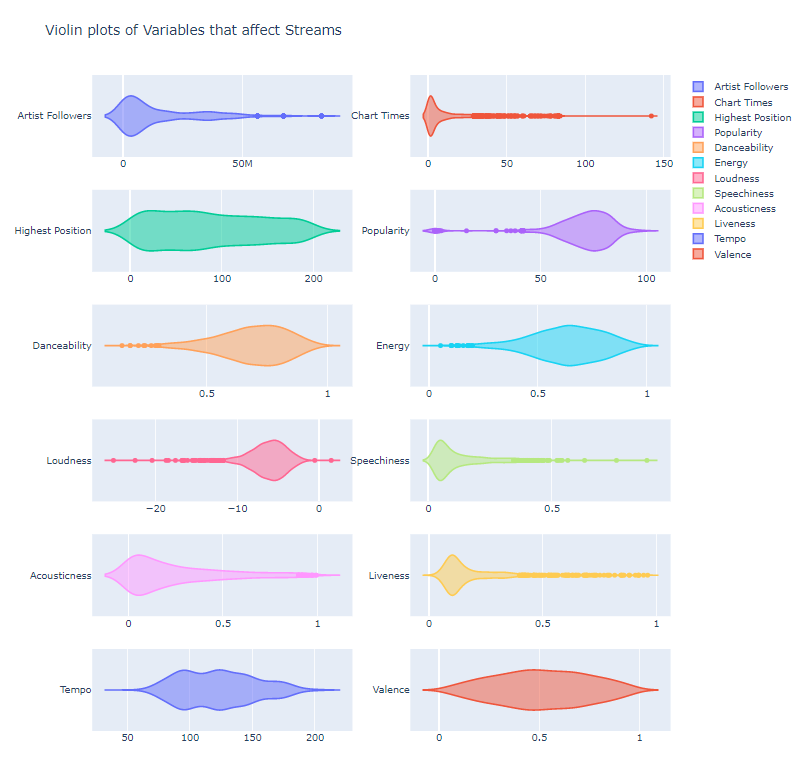 Violin plots of Variables that affect Streams
Artist Followers
0 50M
Chart Times
0 50 100 150
Highest Position
0 100 200
Popularity
0 50 100
Danceability
0.5 1
Energy
0 0.5 1
Loudness
−20 −10 0
Speechiness
0 0.5
Acousticness
0 0.5 1
Liveness
0 0.5 1
Tempo
50 100 150 200
Valence
0 0.5 1
Artist Followers
Chart Times
Highest Position
Popularity
Danceability
Energy
Loudness
Speechiness
Acousticness
Liveness
Tempo
Valence